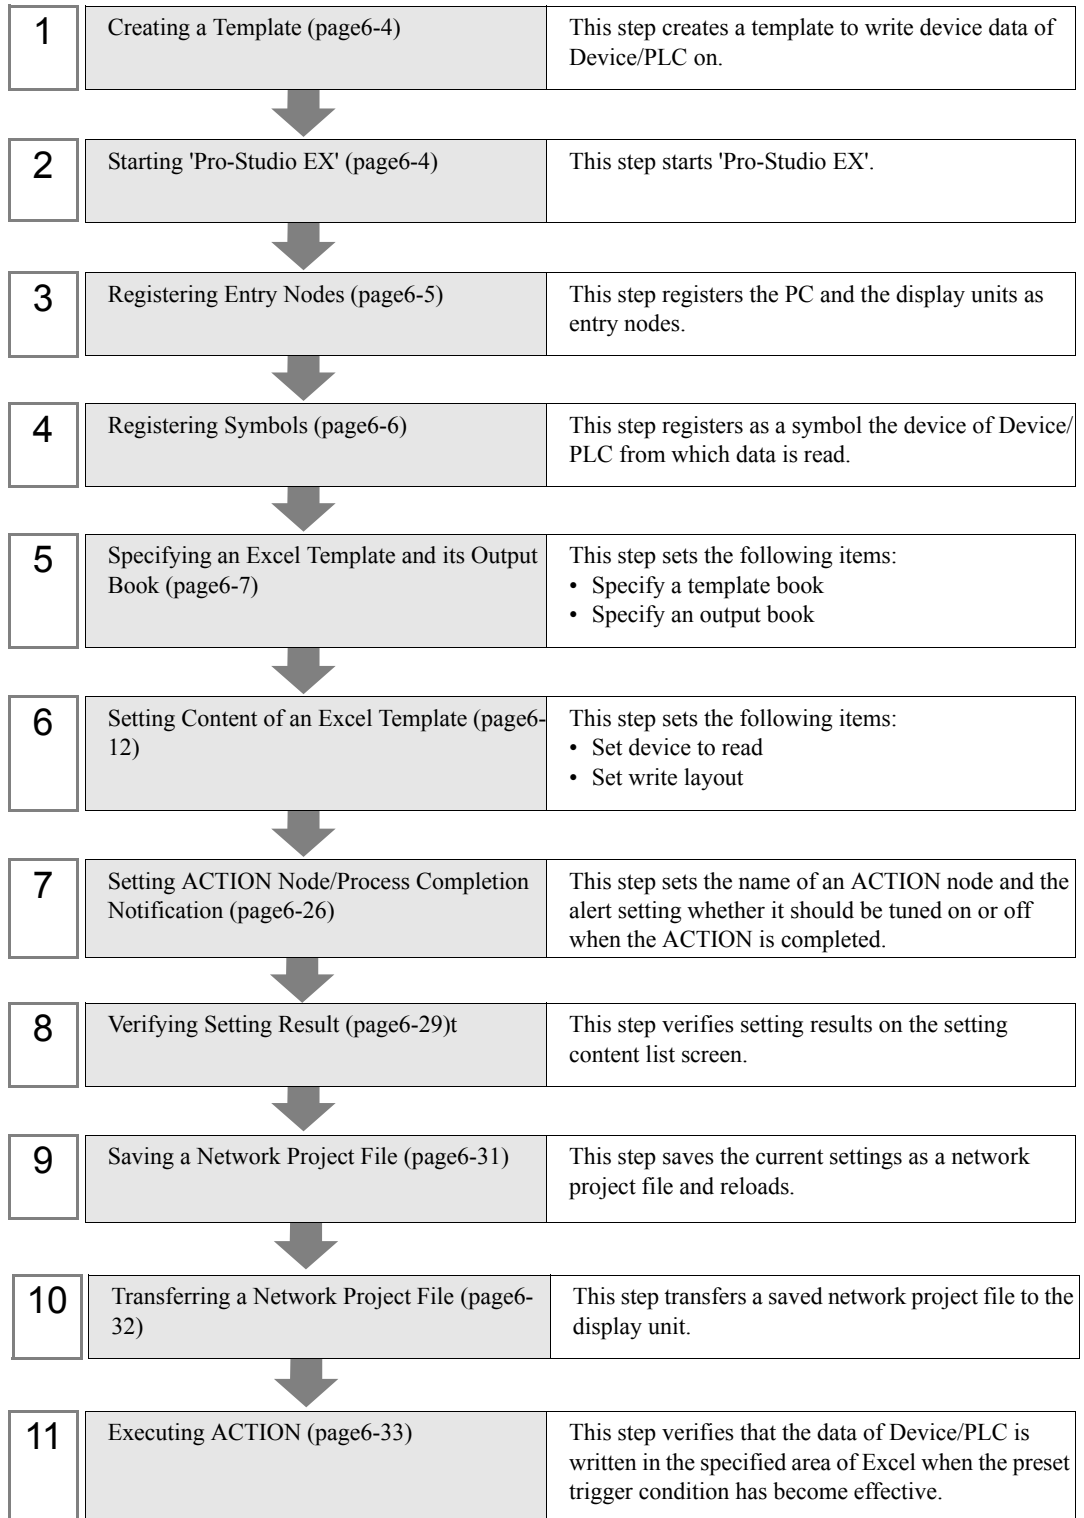 1
Creating a Template (page6-4)
This step creates a template to write device data of
Device/PLC on.
2
Starting 'Pro-Studio EX' (page6-4)
This step starts 'Pro-Studio EX'.
3
Registering Entry Nodes (page6-5)
This step registers the PC and the display units as
entry nodes.
4
Registering Symbols (page6-6)
This step registers as a symbol the device of Device/
PLC from which data is read.
5
Specifying an Excel Template and its Output
Book (page6-7)
This step sets the following items:
• Specify a template book
• Specify an output book
6
Setting Content of an Excel Template (page6-
12)
This step sets the following items:
• Set device to read
• Set write layout
7
Setting ACTION Node/Process Completion
Notification (page6-26)
This step sets the name of an ACTION node and the
alert setting whether it should be tuned on or off
when the ACTION is completed.
8
Verifying Setting Result (page6-29)t
This step verifies setting results on the setting
content list screen.
9
Saving a Network Project File (page6-31)
This step saves the current settings as a network
project file and reloads.
10
Transferring a Network Project File (page6-
32)
This step transfers a saved network project file to the
display unit.
11
Executing ACTION (page6-33)
This step verifies that the data of Device/PLC is
written in the specified area of Excel when the preset
trigger condition has become effective.